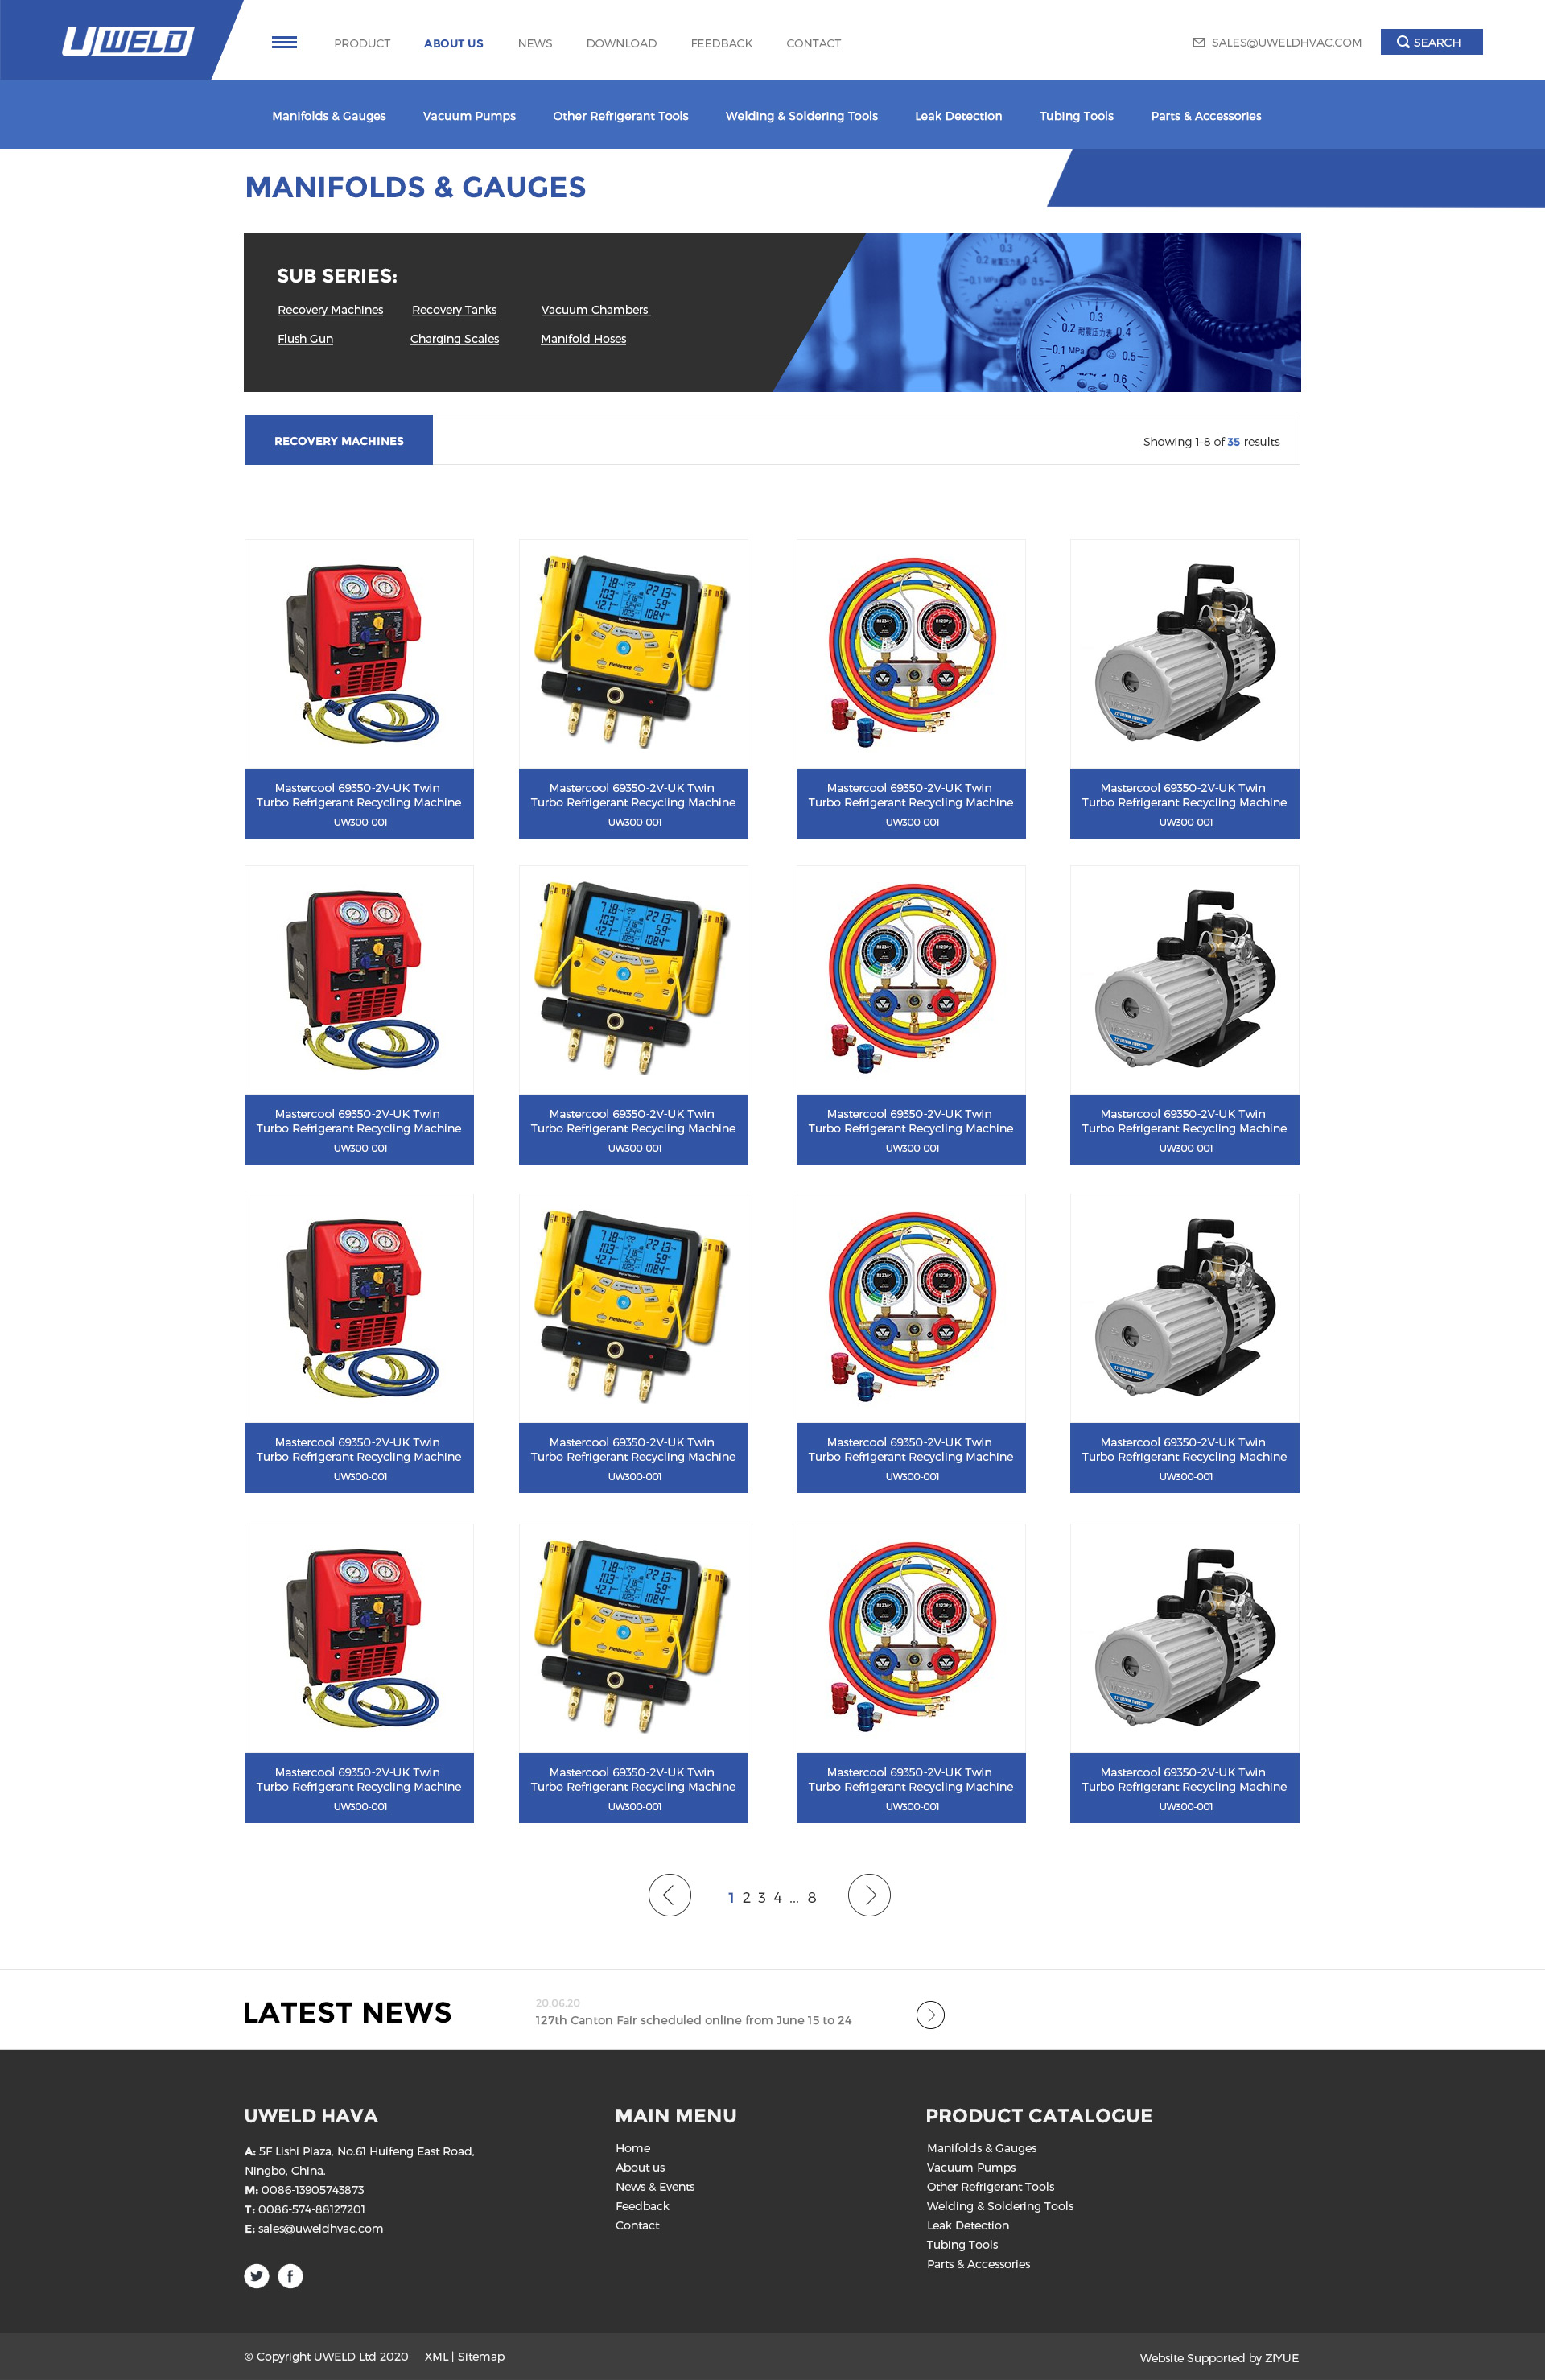 UWELD
PRODUCT ABOUT US NEWS DOWNLOAD FEEDBACK CONTACT
SALES@UWELDHVAC.COM SEARCH
Manifolds & Gauges Vacuum Pumps Other Refrigerant Tools Welding & Soldering Tools Leak Detection Tubing Tools Parts & Accessories
MANIFOLDS & GAUGES
SUB SERIES:
Recovery Machines Recovery Tanks Vacuum Chambers
Flush Gun Charging Scales Manifold Hoses
RECOVERY MACHINES
Showing 1-8 of 35 results
Mastercool 69350-2V-UK Twin Mastercool 69350-2V-UK Twin Mastercool 69350-2V-UK Twin Mastercool 69350-2V-UK Twin
Turbo Refrigerant Recycling Machine Turbo Refrigerant Recycling Machine Turbo Refrigerant Recycling Machine Turbo Refrigerant Recycling Machine
UW300-001 UW300-001 UW300-001 UW300-001
Mastercool 69350-2V-UK Twin Mastercool 69350-2V-UK Twin Mastercool 69350-2V-UK Twin Mastercool 69350-2V-UK Twin
Turbo Refrigerant Recycling Machine Turbo Refrigerant Recycling Machine Turbo Refrigerant Recycling Machine Turbo Refrigerant Recycling Machine
UW300-001 UW300-001 UW300-001 UW300-001
Mastercool 69350-2V-UK Twin Mastercool 69350-2V-UK Twin Mastercool 69350-2V-UK Twin Mastercool 69350-2V-UK Twin
Turbo Refrigerant Recycling Machine Turbo Refrigerant Recycling Machine Turbo Refrigerant Recycling Machine Turbo Refrigerant Recycling Machine
UW300-001 UW300-001 UW300-001 UW300-001
Mastercool 69350-2V-UK Twin Mastercool 69350-2V-UK Twin Mastercool 69350-2V-UK Twin Mastercool 69350-2V-UK Twin
Turbo Refrigerant Recycling Machine Turbo Refrigerant Recycling Machine Turbo Refrigerant Recycling Machine Turbo Refrigerant Recycling Machine
UW300-001 UW300-001 UW300-001 UW300-001
1 2 3 4 ... 8
LATEST NEWS
20.06.20
127th Canton Fair scheduled online from June 15 to 24
UWELD HAVA
A: 5F Lishi Plaza, No.61 Huifeng East Road,
Ningbo, China.
M: 0086-13905743873
T: 0086-574-88127201
E: sales@uweldhvac.com
MAIN MENU
Home
About us
News & Events
Feedback
Contact
PRODUCT CATALOGUE
Manifolds & Gauges
Vacuum Pumps
Other Refrigerant Tools
Welding & Soldering Tools
Leak Detection
Tubing Tools
Parts & Accessories
© Copyright UWELD Ltd 2020 XML | Sitemap
Website Supported by ZIYUE